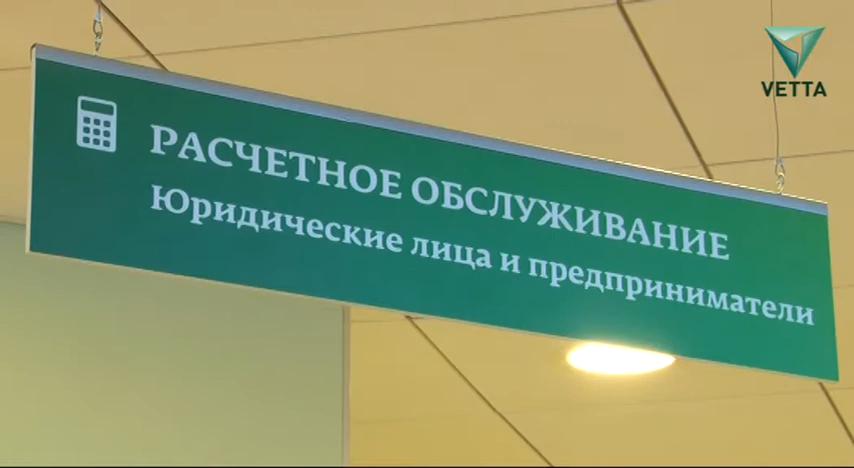 VETTA
РАСЧЕТНОЕ ОБСЛУЖИВАНИЕ
Юридические лица и предприниматели